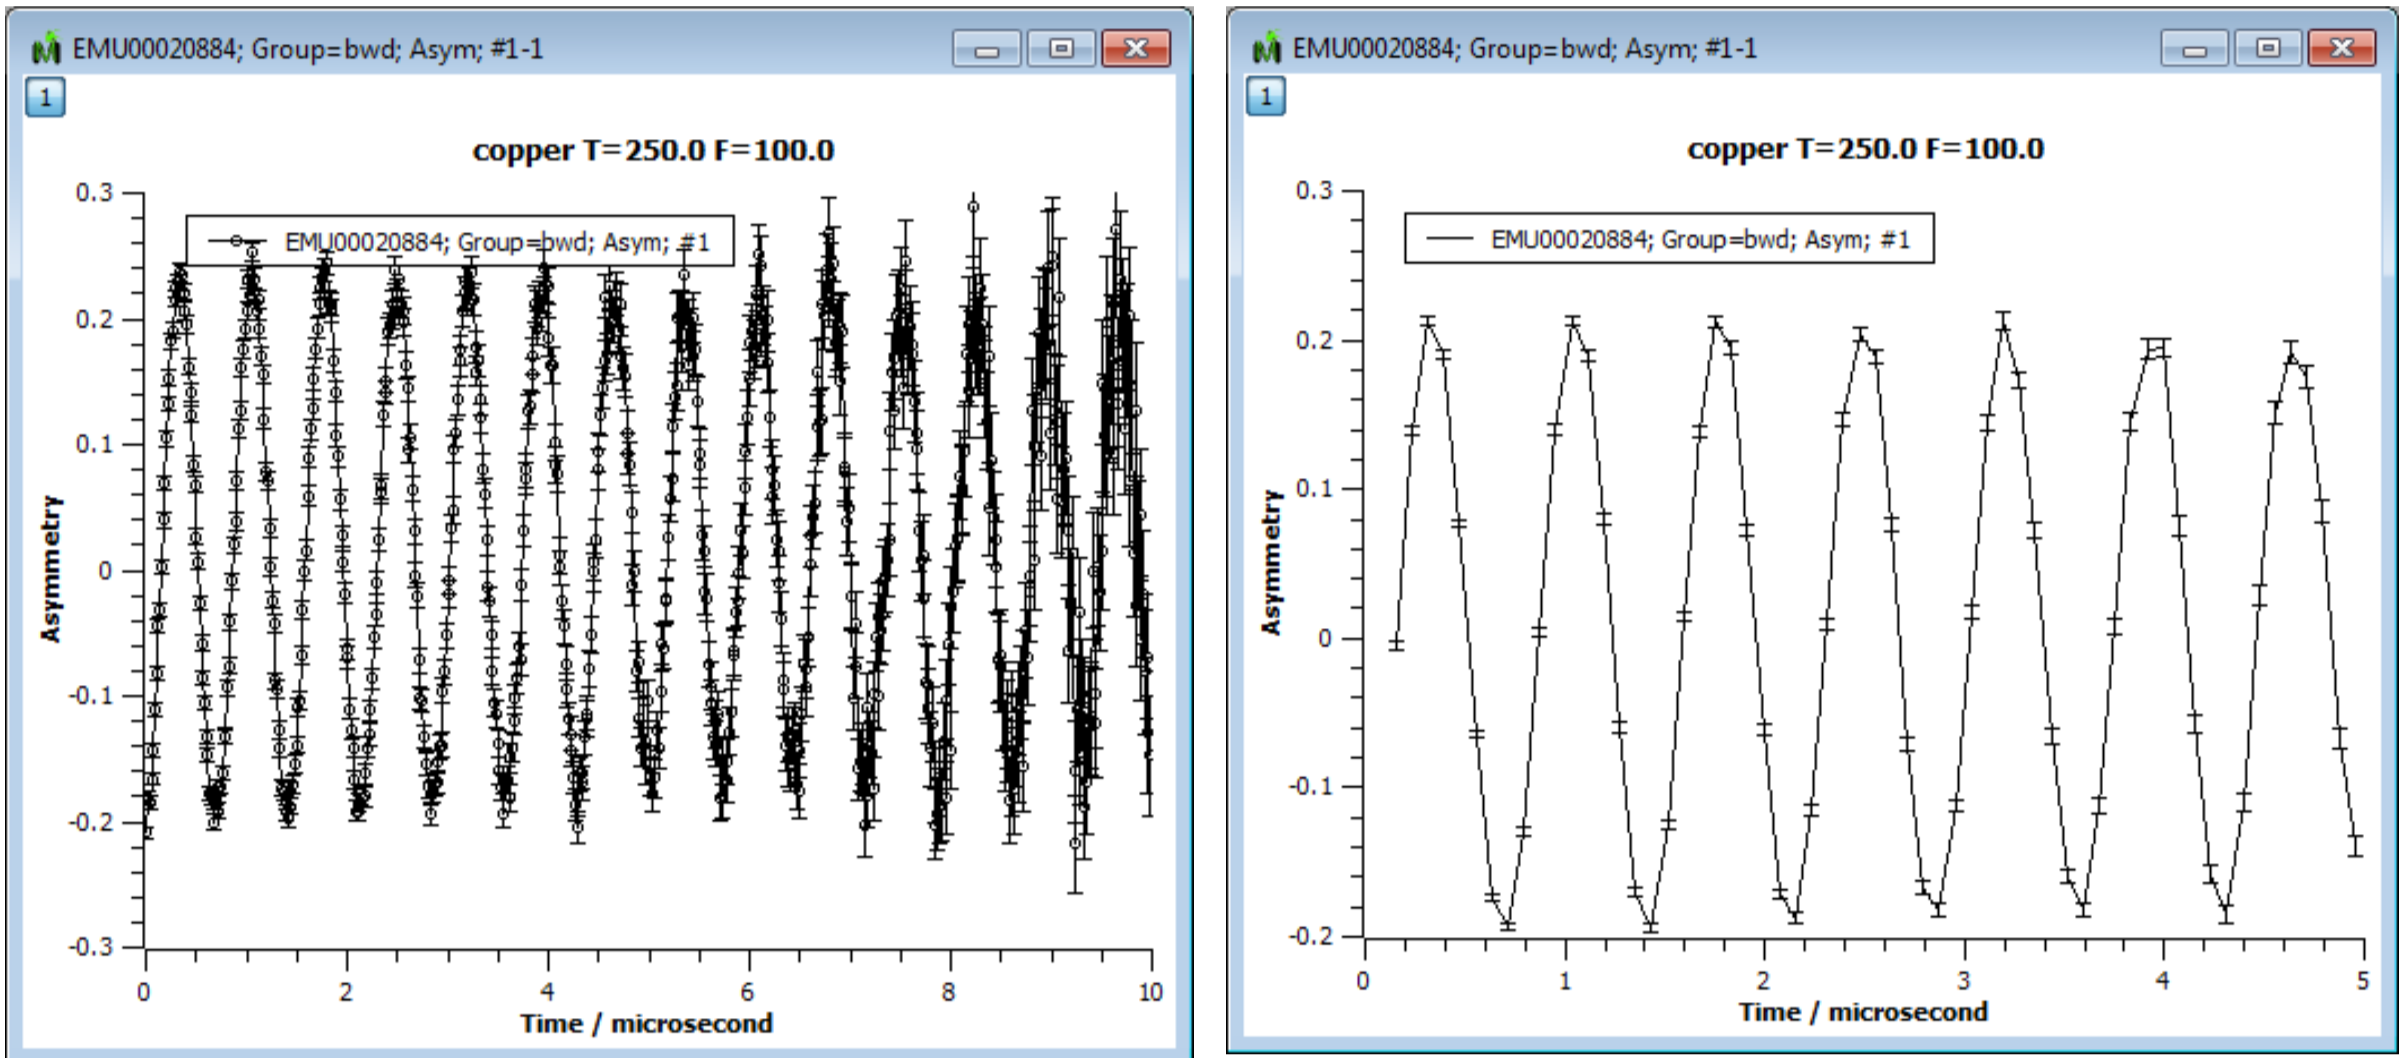 EMU00020884; Group=bwd; Asym; #1-1
1
copper T=250.0 F=100.0
EMU00020884; Group=bwd; Asym; #1
0.3
0.2
0.1
0
-0.1
-0.2
-0.3
Asymmetry
0 2 4 6 8 10
Time / microsecond
EMU00020884; Group=bwd; Asym; #1-1
1
copper T=250.0 F=100.0
EMU00020884; Group=bwd; Asym; #1
0.3
0.2
0.1
0
-0.1
-0.2
Asymmetry
0 1 2 3 4 5
Time / microsecond